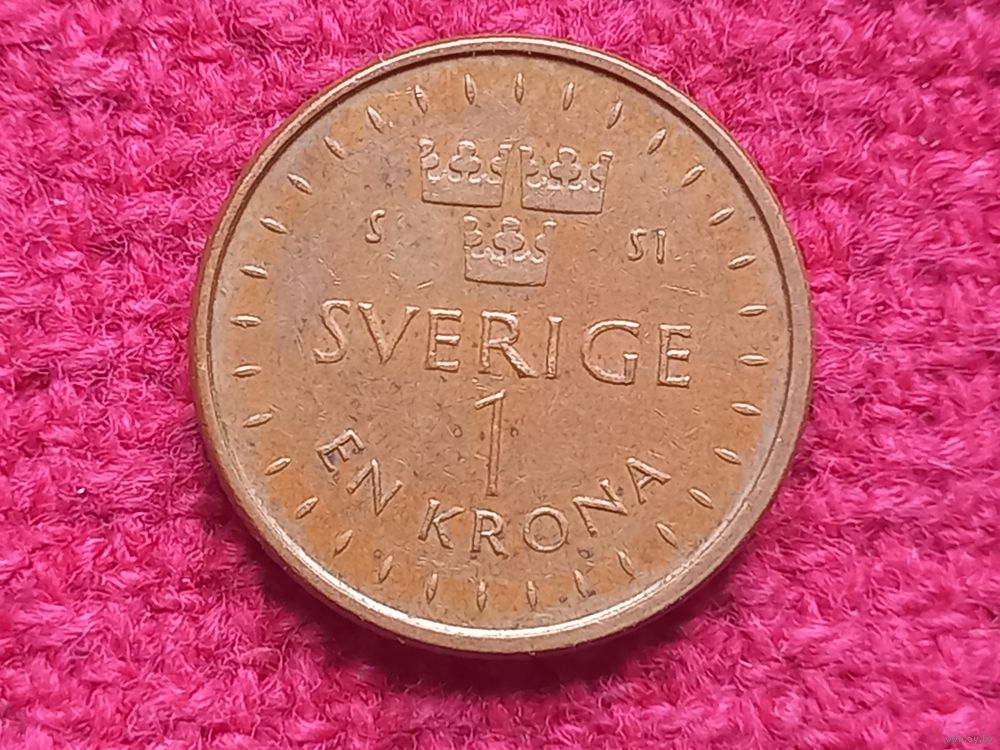 S SI
SVERIGE
1
EN KRONA